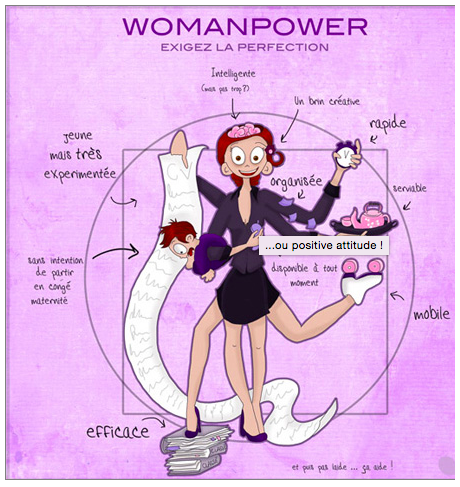 WOMANPOWER
EXIGEZ LA PERFECTION
Intelligente
(mais pas trop?)
Un brin créative
rapide
jeune
mais très
expérimentée
organisée
serviable
...ou positive attitude !
sans intention
de partir
en congé
maternité
disponible à tout
moment
mobile
efficace
et puis pas laide ... ça aide !